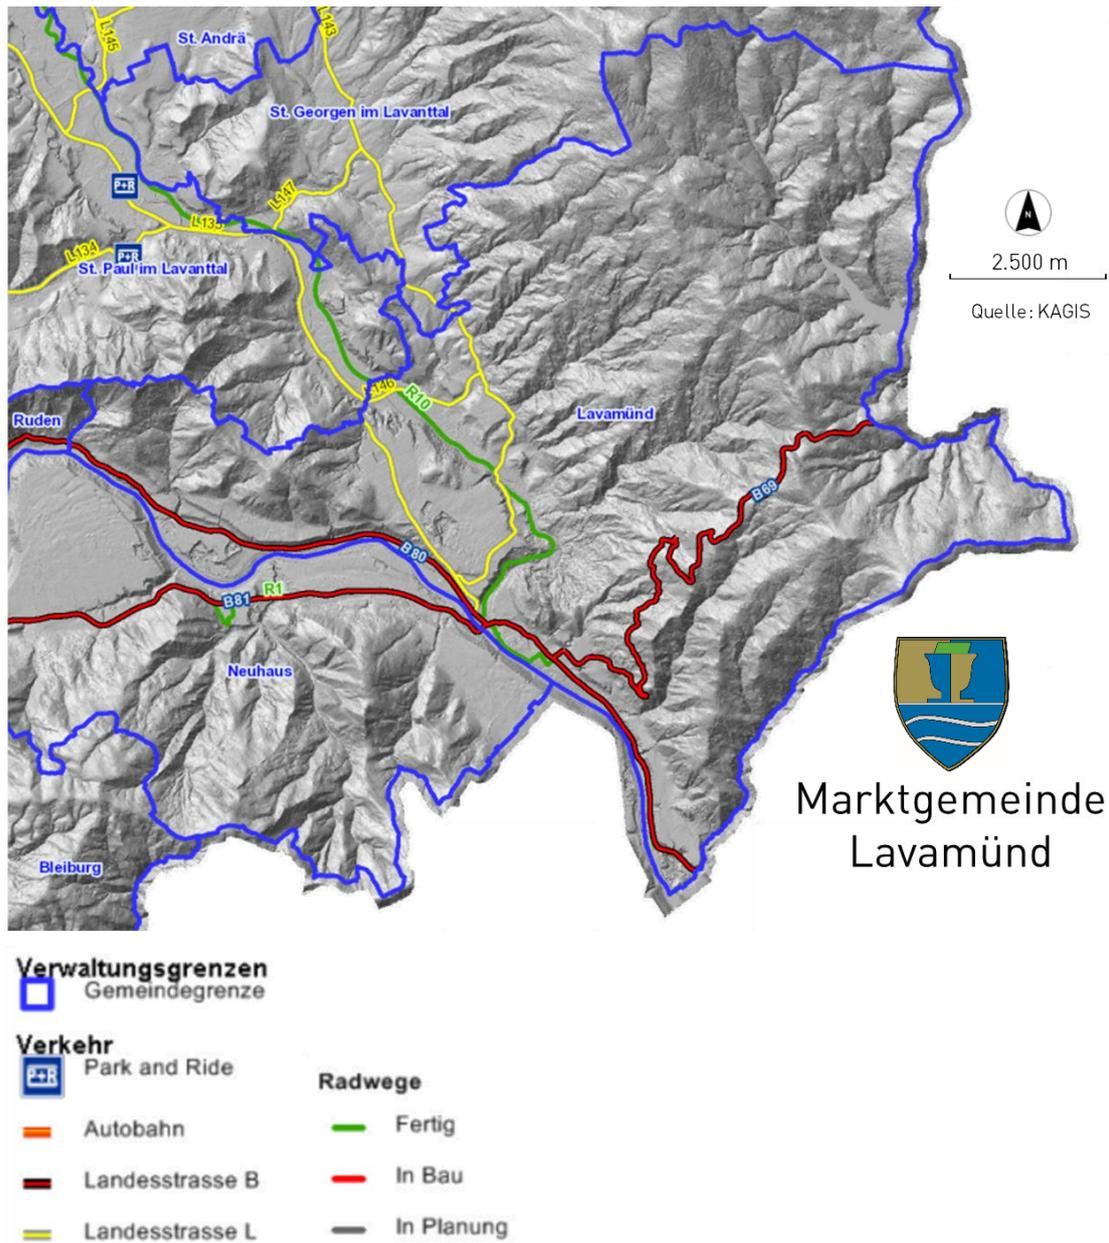 L145
St. Andrä
L143
St. Georgen im Lavanttal
P+R
L147
L134
P+R
St. Paul im Lavanttal
N
2.500 m
Quelle: KAGIS
L146
R10
Ruden
Lavamünd
B69
B80
B81
R1
Neuhaus
Bleiburg
Marktgemeinde
Lavamünd
Verwaltungsgrenzen
Gemeindegrenze
Verkehr
P+R
Park and Ride
Radwege
Autobahn
Fertig
Landesstrasse B
In Bau
Landesstrasse L
In Planung